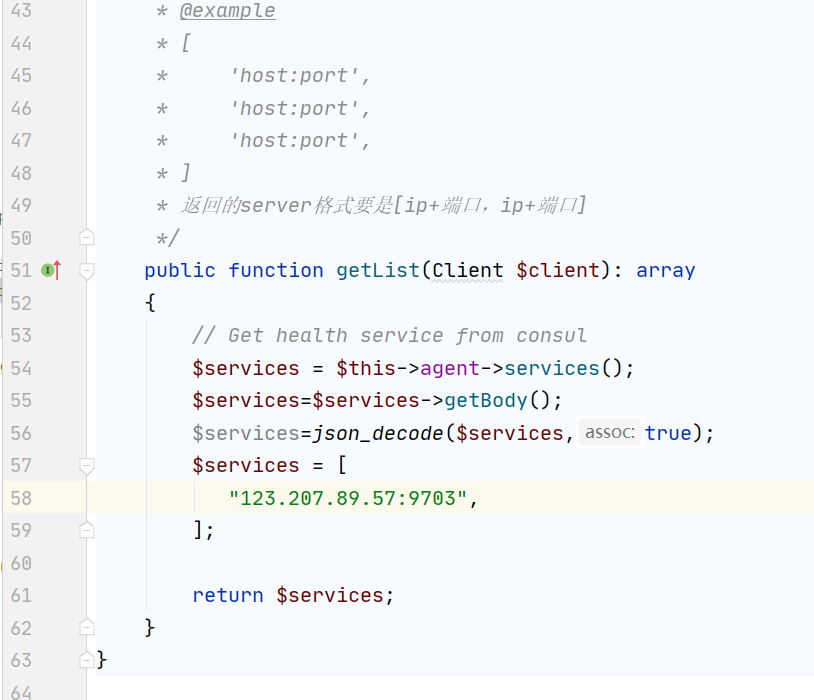 43 * @example
44 * [
45 *     'host:port',
46 *     'host:port',
47 *     'host:port',
48 * ]
49 * 返回的server格式要是[ip+端口，ip+端口]
50 */
51 public function getList(Client $client): array
52 {
53 // Get health service from consul
54 $services = $this->agent->services();
55 $services=$services->getBody();
56 $services=json_decode($services, assoc: true);
57 $services = [
58 "123.207.89.57:9703",
59 ];
60
61 return $services;
62 }
63 }
64